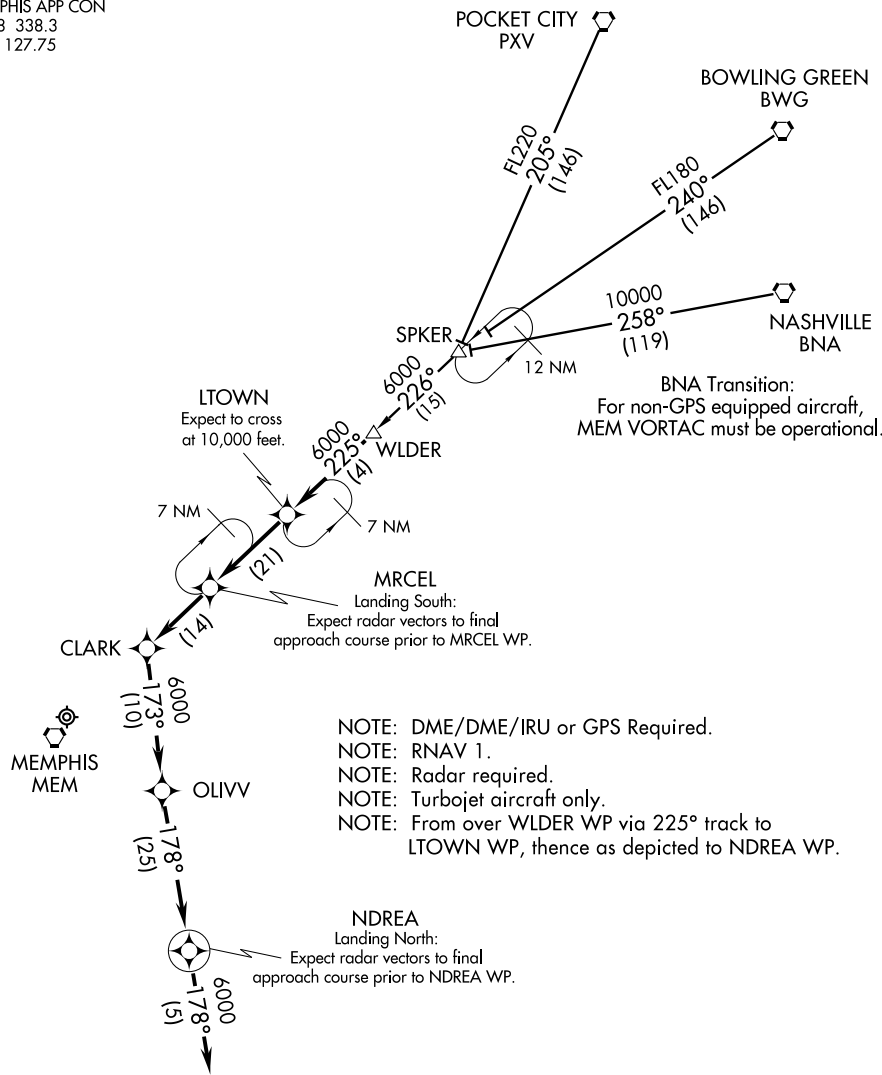 APP CON
338.3
127.75
POCKET CITY
PXV
BOWLING GREEN
BWG
FL220
205°
(146)
FL180
240°
(146)
10000
258°
(119)
NASHVILLE
BNA
SPKER
12 NM
BNA Transition:
For non-GPS equipped aircraft,
MEM VORTAC must be operational.
6000
226°
(15)
LTOWN
Expect to cross
at 10,000 feet.
WLDER
6000
225°
(4)
7 NM
7 NM
(21)
MRCEL
Landing South:
Expect radar vectors to final
approach course prior to MRCEL WP.
(14)
CLARK
6000
173°
(10)
MEMPHIS
MEM
NOTE: DME/DME/IRU or GPS Required.
NOTE: RNAV 1.
NOTE: Radar required.
NOTE: Turbojet aircraft only.
NOTE: From over WLDER WP via 225° track to
LTOWN WP, thence as depicted to NDREA WP.
OLIVV
178°
(25)
NDREA
Landing North:
Expect radar vectors to final
approach course prior to NDREA WP.
6000
178°
(5)